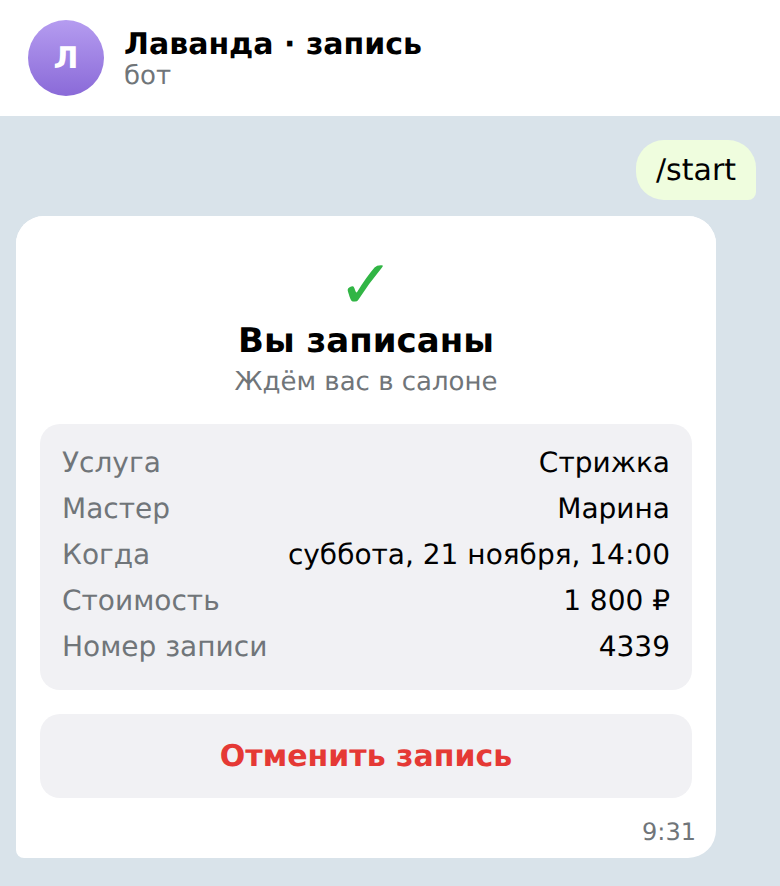 Л
Лаванда · запись
бот
/start
✓
Вы записаны
Ждём вас в салоне
Услуга Стрижка
Мастер Марина
Когда суббота, 21 ноября, 14:00
Стоимость 1 800 ₽
Номер записи 4339
Отменить запись
9:31